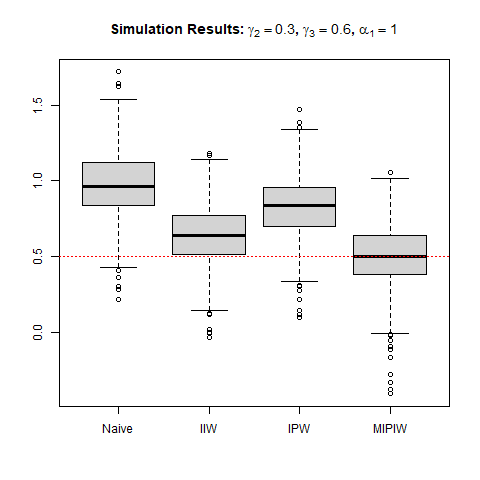 Simulation Results: γ₂ = 0.3, γ₃ = 0.6, α₁ = 1
1.5
1.0
0.5
0.0
Naive IIW IPW MIPIW